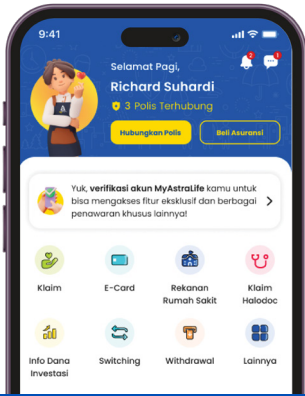 9:41
Selamat Pagi,
Richard Suhardi
3 Polis Terhubung
Hubungkan Polis
Beli Asuransi
Yuk, verifikasi akun MyAstraLife kamu untuk
bisa mengakses fitur eksklusif dan berbagai
penawaran khusus lainnya!
Klaim
E-Card
Rekanan
Rumah Sakit
Klaim
Halodoc
Info Dana
Investasi
Switching
Withdrawal
Lainnya